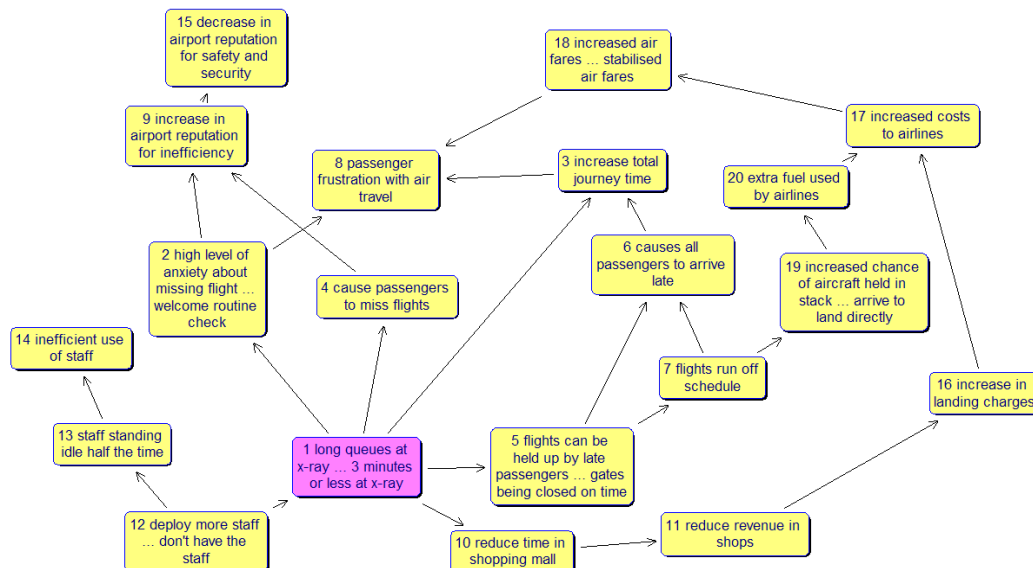 15 decrease in
airport reputation
for safety and
security
18 increased air
fares ... stabilised
air fares
9 increase in
airport reputation
for inefficiency
17 increased costs
to airlines
8 passenger
frustration with air
travel
3 increase total
journey time
20 extra fuel used
by airlines
2 high level of
anxiety about
missing flight ...
welcome routine
check
6 causes all
passengers to arrive
late
19 increased chance
of aircraft held in
stack ... arrive to
land directly
4 cause passengers
to miss flights
14 inefficient use
of staff
7 flights run off
schedule
16 increase in
landing charges
13 staff standing
idle half the time
1 long queues at
x-ray ... 3 minutes
or less at x-ray
5 flights can be
held up by late
passengers ... gates
being closed on time
12 deploy more staff
... don't have the
staff
10 reduce time in
shopping mall
11 reduce revenue in
shops